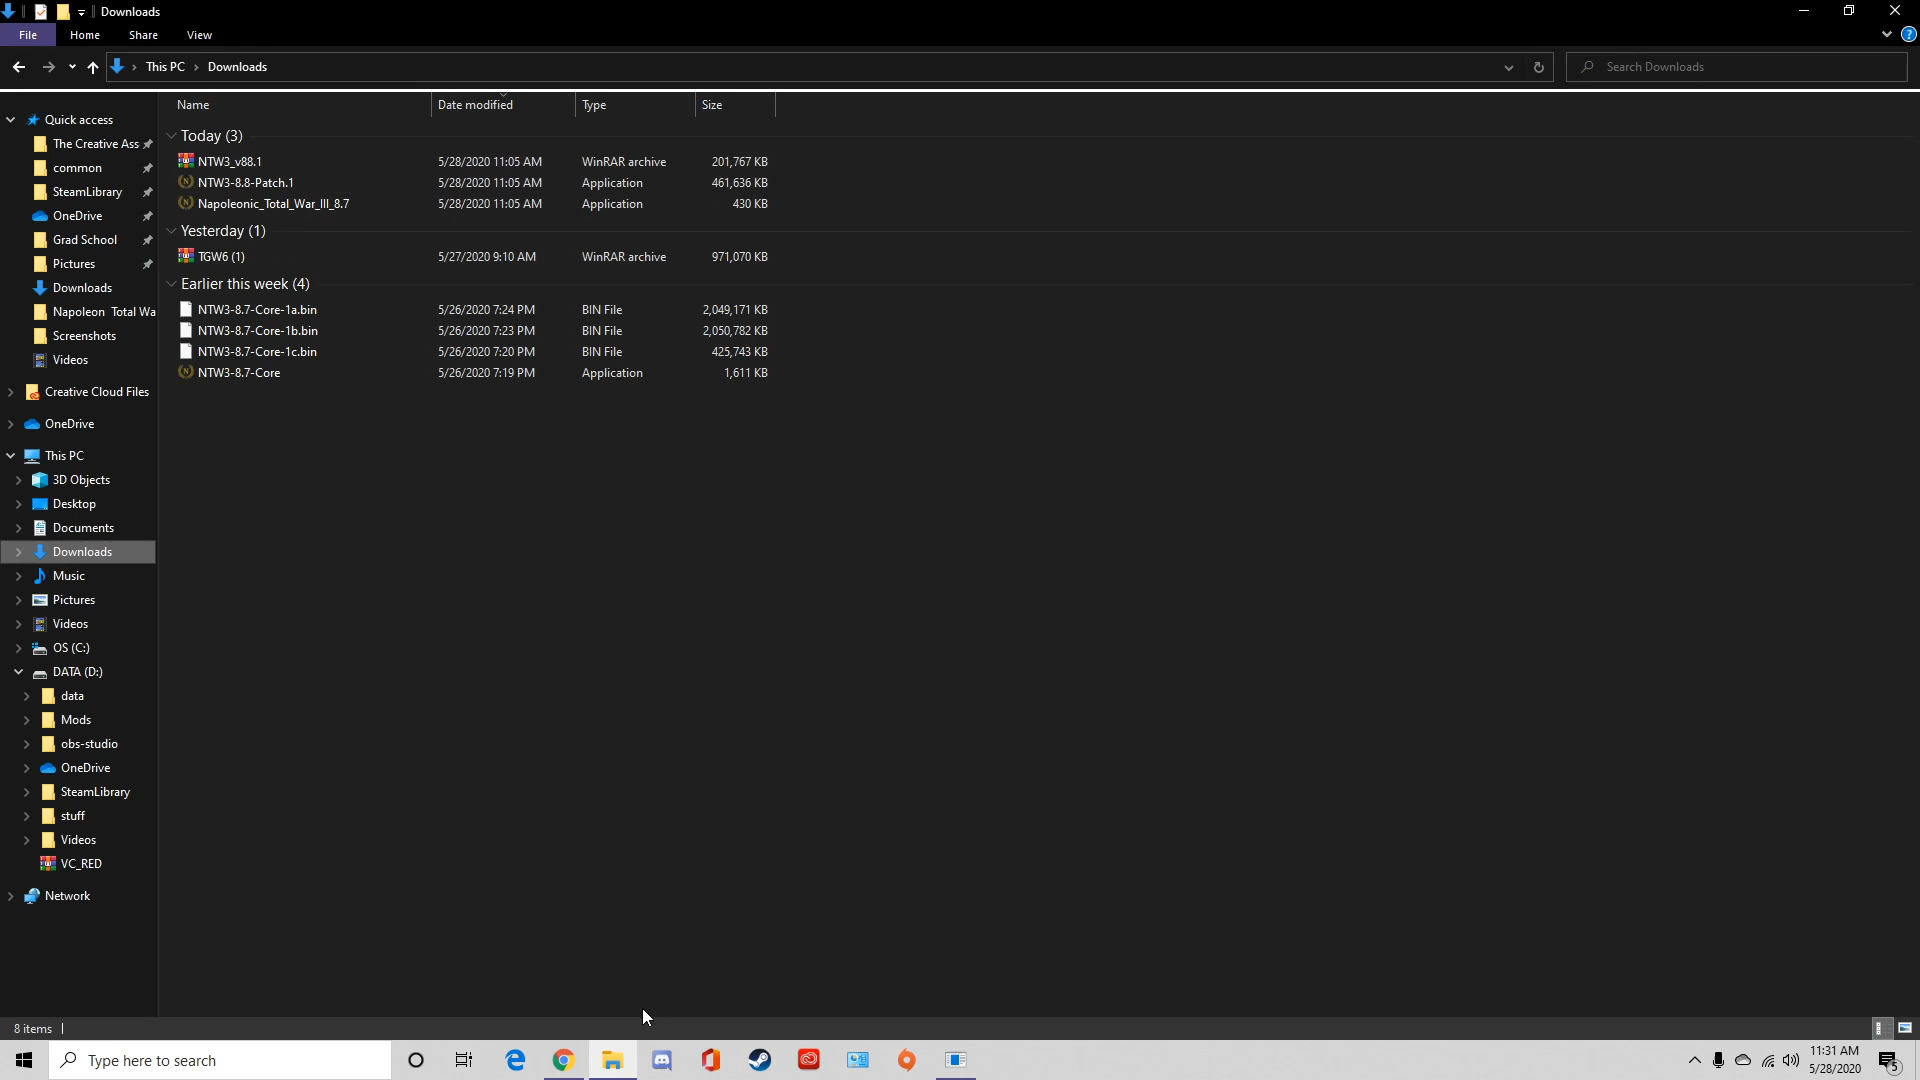 Downloads
File Home Share View
This PC Downloads Search Downloads
Name Date modified Type Size
Today (3)
NTW3_v88.1 5/28/2020 11:05 AM WinRAR archive 201,767 KB
NTW3-8.8-Patch.1 5/28/2020 11:05 AM Application 461,636 KB
Napoleonic_Total_War_III_8.7 5/28/2020 11:05 AM Application 430 KB
Yesterday (1)
TGW6 (1) 5/27/2020 9:10 AM WinRAR archive 971,070 KB
Earlier this week (4)
NTW3-8.7-Core-1a.bin 5/26/2020 7:24 PM BIN File 2,049,171 KB
NTW3-8.7-Core-1b.bin 5/26/2020 7:23 PM BIN File 2,050,782 KB
NTW3-8.7-Core-1c.bin 5/26/2020 7:20 PM BIN File 425,743 KB
NTW3-8.7-Core 5/26/2020 7:19 PM Application 1,611 KB
Quick access
The Creative Ass
common
SteamLibrary
OneDrive
Grad School
Pictures
Downloads
Napoleon Total Wa
Screenshots
Videos
Creative Cloud Files
OneDrive
This PC
3D Objects
Desktop
Documents
Downloads
Music
Pictures
Videos
OS (C:)
DATA (D:)
data
Mods
obs-studio
OneDrive
SteamLibrary
stuff
Videos
VC_RED
Network
8 items
Type here to search
11:31 AM
5/28/2020
5